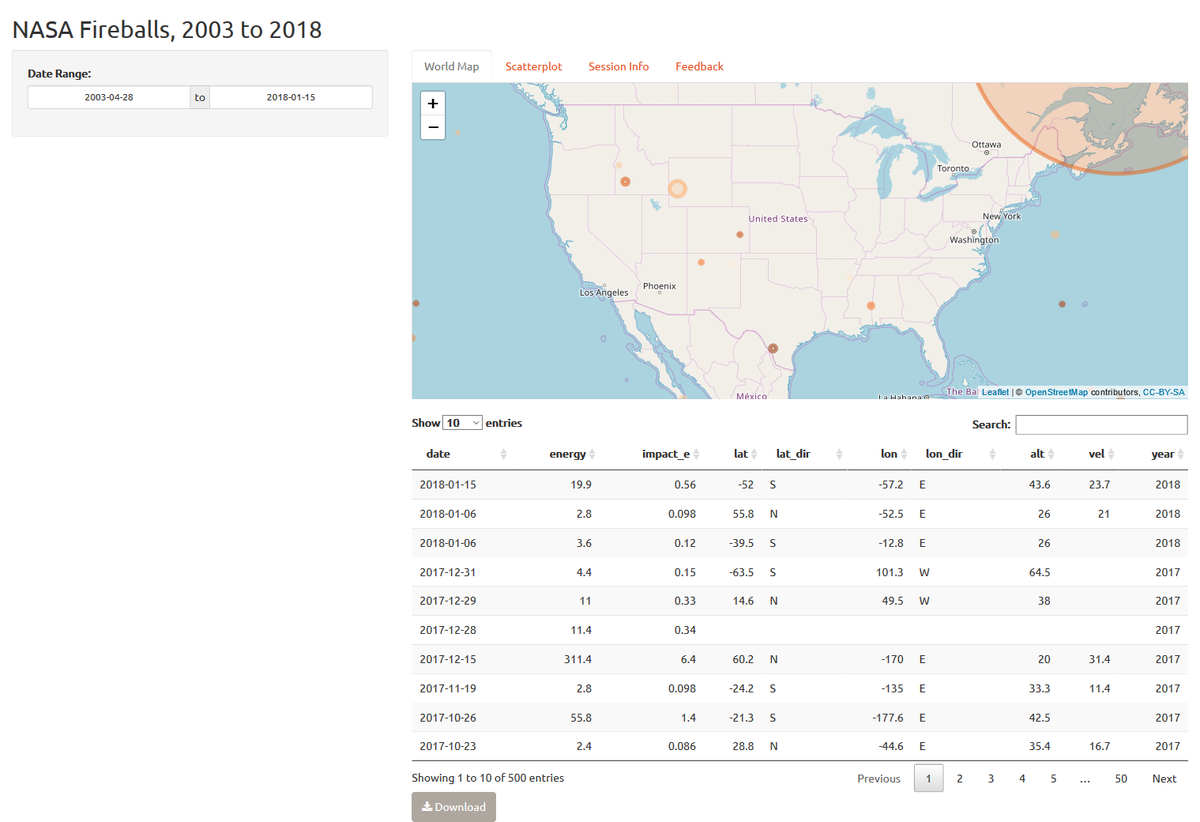 NASA Fireballs, 2003 to 2018
Date Range:
2003-04-28 to 2018-01-15
World Map Scatterplot Session Info Feedback
+
−
Ottawa
Toronto
United States
New York
Washington
Phoenix
Los Angeles
México
La Habana
The Ba
Leaflet | © OpenStreetMap contributors, CC-BY-SA
Show 10 entries
Search:
date energy impact_e lat lat_dir lon lon_dir alt vel year
2018-01-15 19.9 0.56 -52 S -57.2 E 43.6 23.7 2018
2018-01-06 2.8 0.098 55.8 N -52.5 E 26 21 2018
2018-01-06 3.6 0.12 -39.5 S -12.8 E 26 2018
2017-12-31 4.4 0.15 -63.5 S 101.3 W 64.5 2017
2017-12-29 11 0.33 14.6 N 49.5 W 38 2017
2017-12-28 11.4 0.34 2017
2017-12-15 311.4 6.4 60.2 N -170 E 20 31.4 2017
2017-11-19 2.8 0.098 -24.2 S -135 E 33.3 11.4 2017
2017-10-26 55.8 1.4 -21.3 S -177.6 E 42.5 2017
2017-10-23 2.4 0.086 28.8 N -44.6 E 35.4 16.7 2017
Showing 1 to 10 of 500 entries
Previous 1 2 3 4 5 … 50 Next
Download